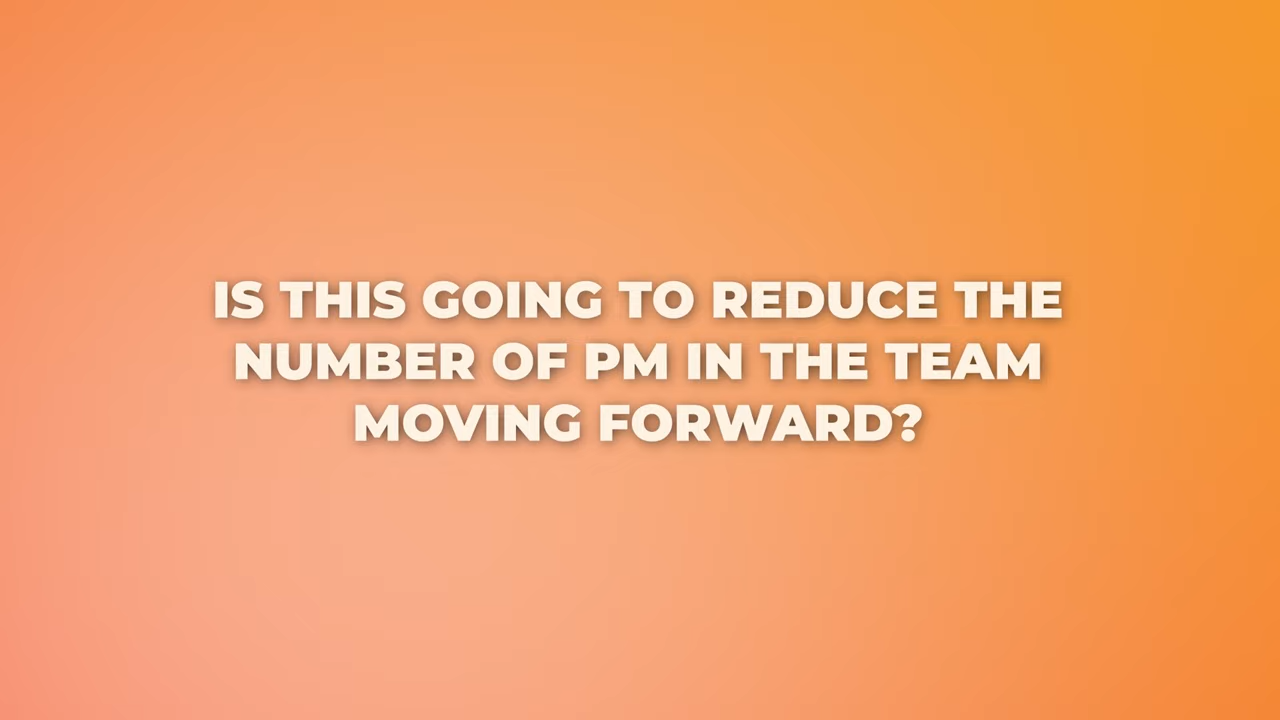 IS THIS GOING TO REDUCE THE
NUMBER OF PM IN THE TEAM
MOVING FORWARD?